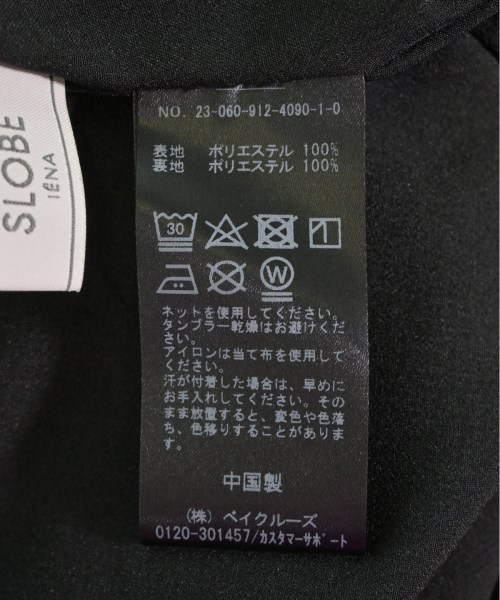 SLOBE
IÉNA
NO. 23-060-912-4090-1-0
表地 ポリエステル 100%
裏地 ポリエステル 100%
30
W
ネットを使用してください。
タンブラー乾燥はお避けくだ
さい。
アイロンは当て布を使用して
ください。
汗が付着した場合は、早めに
お手入れしてください。その
まま放置すると、変色や色落
ち、色移りすることがありま
す。
中国製
(株) ベイクルーズ
0120-301457/カスタマーサポート